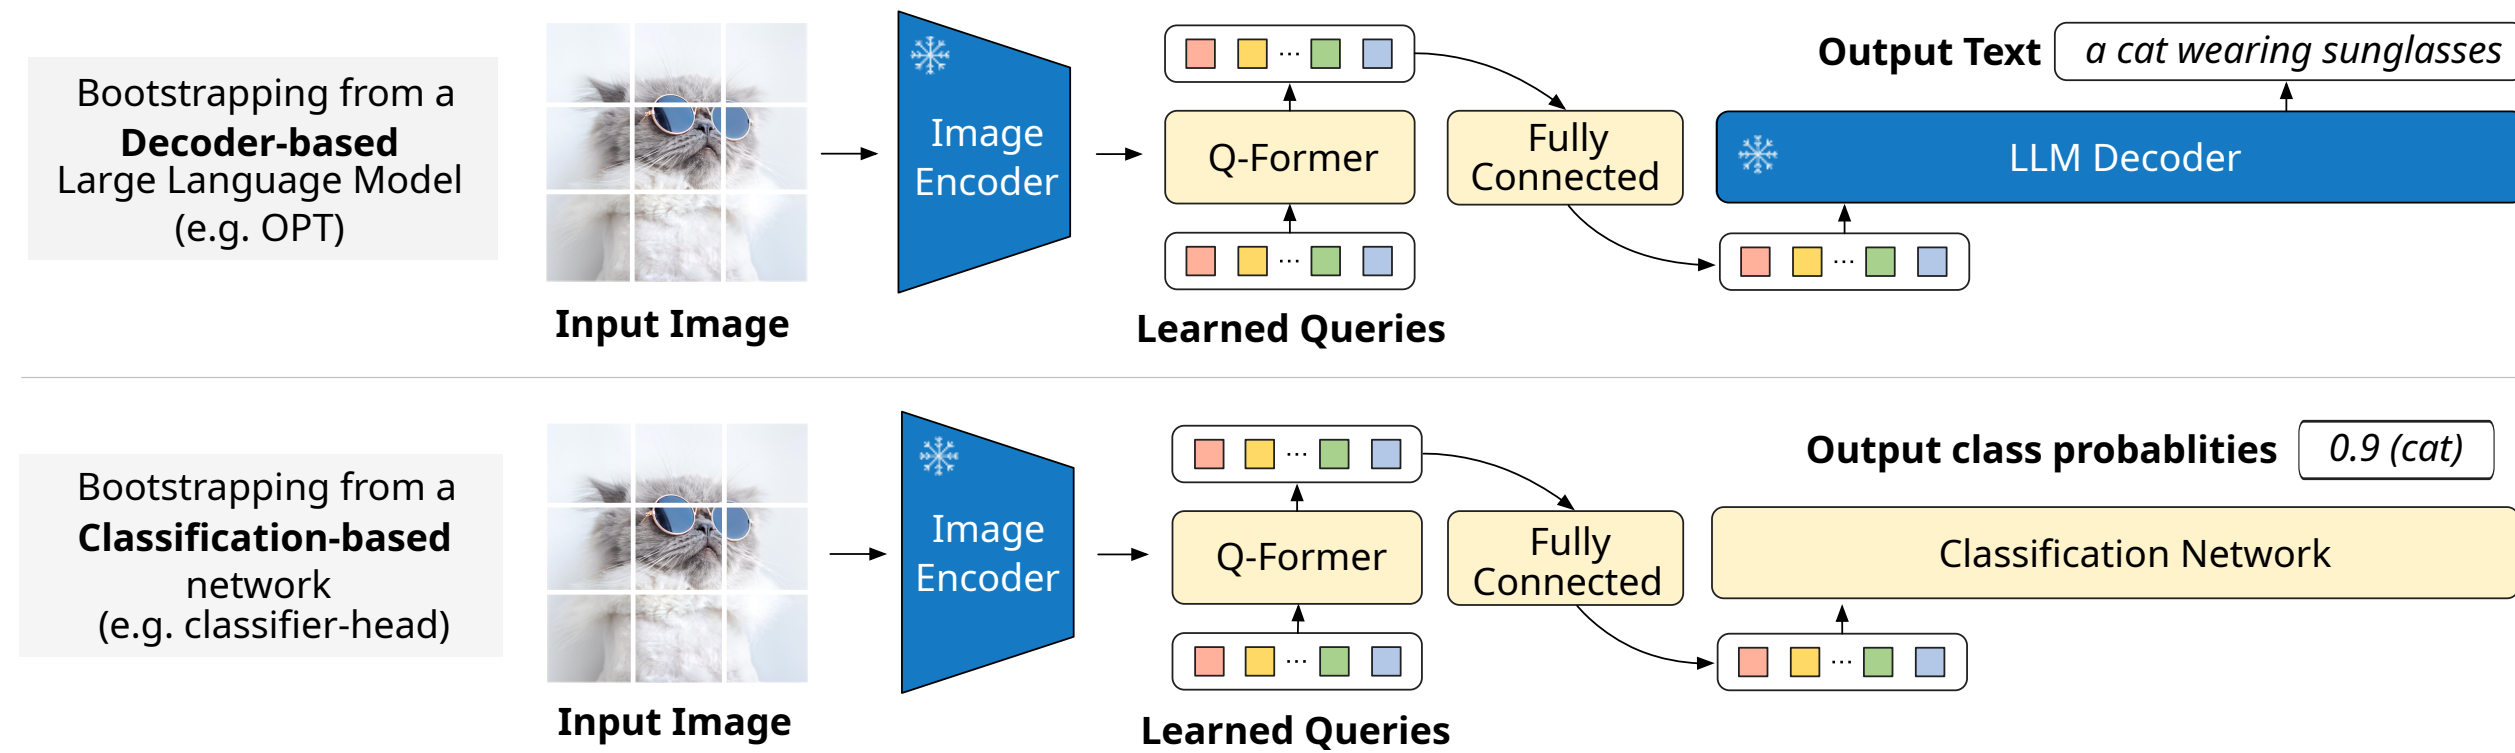 Bootstrapping from a
Decoder-based
Large Language Model
(e.g. OPT)
Input Image
Image
Encoder
Q-Former
Learned Queries
Fully
Connected
Output Text
a cat wearing sunglasses
LLM Decoder
Bootstrapping from a
Classification-based
network
(e.g. classifier-head)
Input Image
Image
Encoder
Q-Former
Learned Queries
Fully
Connected
Output class probablities
0.9 (cat)
Classification Network